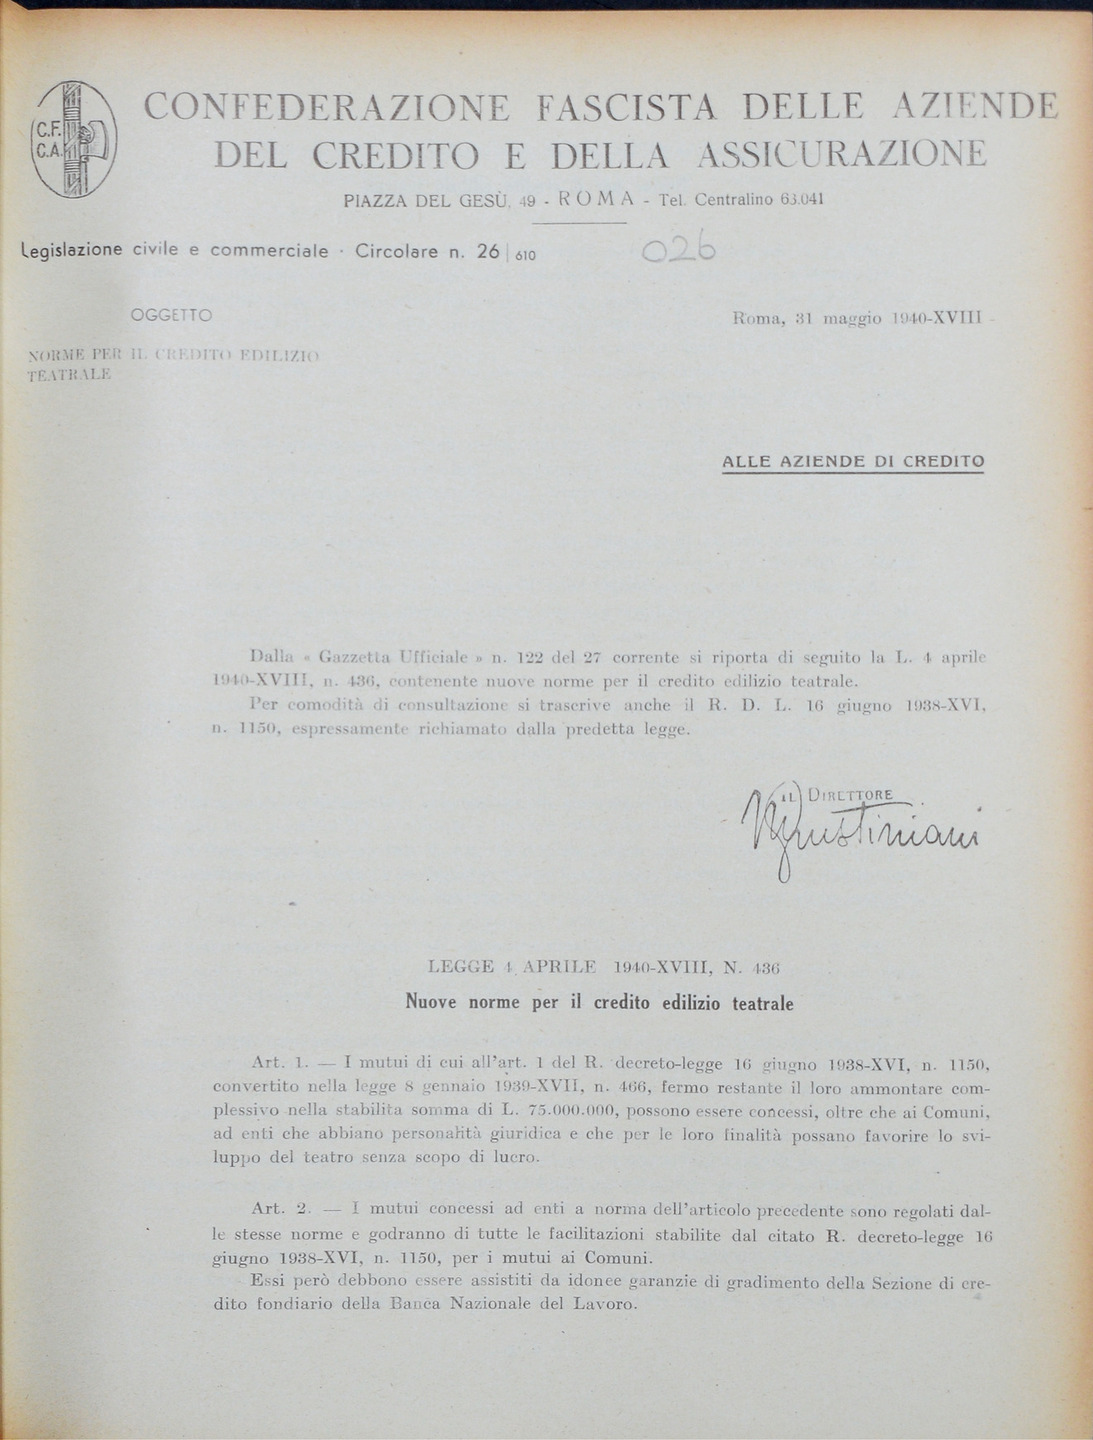 C.F.
C.A.
CONFEDERAZIONE FASCISTA DELLE AZIENDE
DEL CREDITO E DELLA ASSICURAZIONE
PIAZZA DEL GESÙ, 49 - ROMA - Tel. Centralino 63.041
Legislazione civile e commerciale · Circolare n. 26 | 610
026
OGGETTO
Roma, 31 maggio 1940-XVIII
NORME PER IL CREDITO EDILIZIO
TEATRALE
ALLE AZIENDE DI CREDITO
Dalla « Gazzetta Ufficiale » n. 122 del 27 corrente si riporta di seguito la L. 4 aprile
1940-XVIII, n. 436, contenente nuove norme per il credito edilizio teatrale.
Per comodità di consultazione si trascrive anche il R. D. L. 16 giugno 1938-XVI,
n. 1150, espressamente richiamato dalla predetta legge.
IL DIRETTORE
Giustiniani
LEGGE 4 APRILE 1940-XVIII, N. 436
Nuove norme per il credito edilizio teatrale
Art. 1. — I mutui di cui all'art. 1 del R. decreto-legge 16 giugno 1938-XVI, n. 1150,
convertito nella legge 8 gennaio 1939-XVII, n. 466, fermo restante il loro ammontare com-
plessivo nella stabilita somma di L. 75.000.000, possono essere concessi, oltre che ai Comuni,
ad enti che abbiano personalità giuridica e che per le loro finalità possano favorire lo svi-
luppo del teatro senza scopo di lucro.
Art. 2. — I mutui concessi ad enti a norma dell'articolo precedente sono regolati dal-
le stesse norme e godranno di tutte le facilitazioni stabilite dal citato R. decreto-legge 16
giugno 1938-XVI, n. 1150, per i mutui ai Comuni.
Essi però debbono essere assistiti da idonee garanzie di gradimento della Sezione di cre-
dito fondiario della Banca Nazionale del Lavoro.